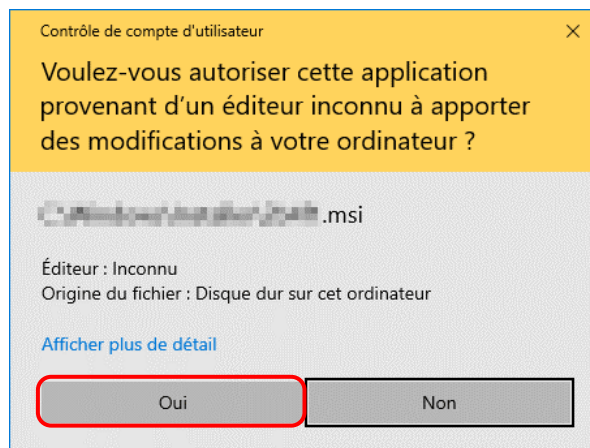 Contrôle de compte d'utilisateur
Voulez-vous autoriser cette application
provenant d’un éditeur inconnu à apporter
des modifications à votre ordinateur ?
.msi
Éditeur : Inconnu
Origine du fichier : Disque dur sur cet ordinateur
Afficher plus de détail
Oui
Non